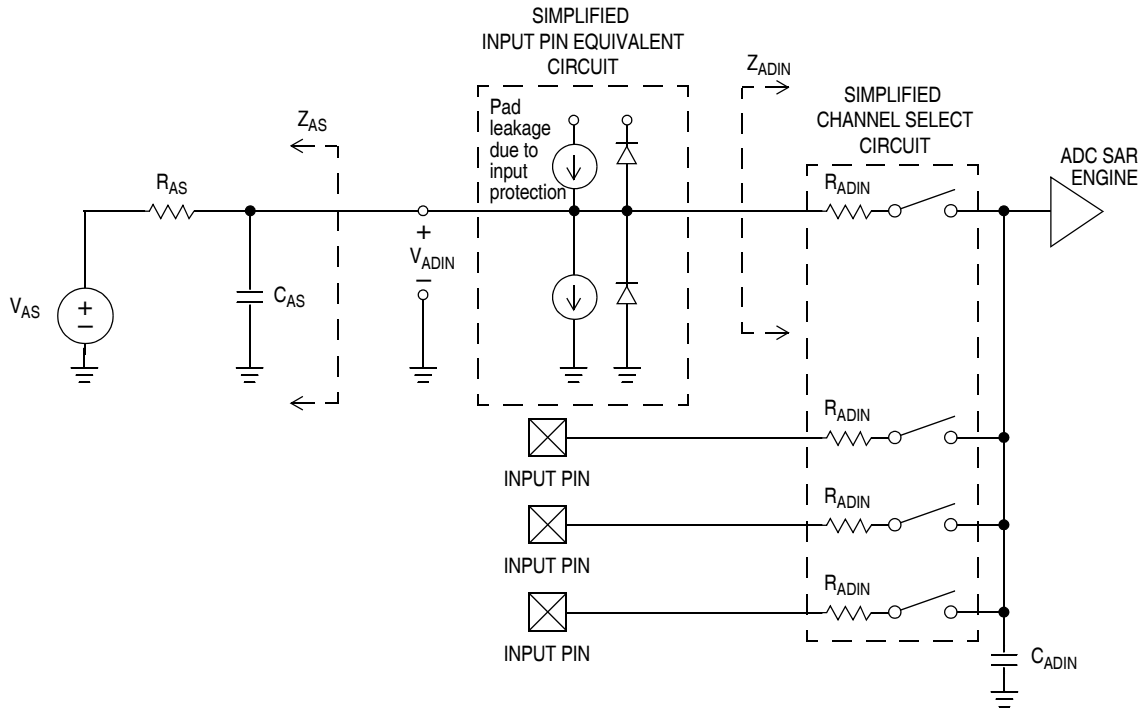 SIMPLIFIED
INPUT PIN EQUIVALENT
CIRCUIT
Z_ADIN
SIMPLIFIED
CHANNEL SELECT
CIRCUIT
Pad
leakage
due to
input
protection
Z_AS
R_AS
R_ADIN
ADC SAR
ENGINE
+
V_ADIN
–
V_AS
+
–
C_AS
R_ADIN
INPUT PIN
R_ADIN
INPUT PIN
R_ADIN
INPUT PIN
C_ADIN